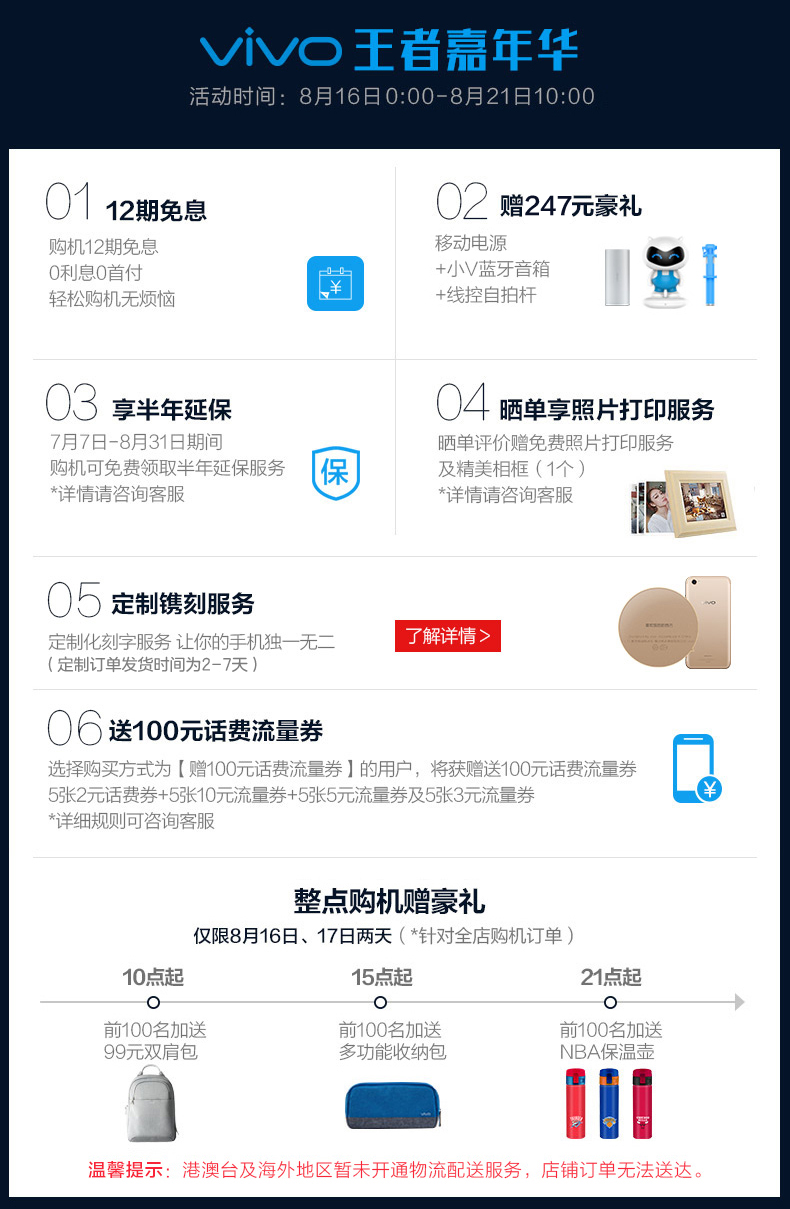 vivo 王者嘉年华
活动时间：8月16日0:00-8月21日10:00
01 12期免息
购机12期免息
0利息0首付
轻松购机无烦恼
¥
02 赠247元豪礼
移动电源
+小V蓝牙音箱
+线控自拍杆
03 享半年延保
7月7日-8月31日期间
购机可免费领取半年延保服务
*详情请咨询客服
保
04 晒单享照片打印服务
晒单评价赠免费照片打印服务
及精美相框（1个）
*详情请咨询客服
05 定制镌刻服务
定制化刻字服务 让你的手机独一无二
（定制订单发货时间为2-7天）
了解详情>
vivo
06 送100元话费流量券
选择购买方式为【赠100元话费流量券】的用户，将获赠送100元话费流量券
5张2元话费券+5张10元流量券+5张5元流量券及5张3元流量券
*详细规则可咨询客服
¥
整点购机赠豪礼
仅限8月16日、17日两天（*针对全店购机订单）
10点起
前100名加送
99元双肩包
15点起
前100名加送
多功能收纳包
vivo
21点起
前100名加送
NBA保温壶
温馨提示：港澳台及海外地区暂未开通物流配送服务，店铺订单无法送达。